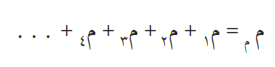 م م = م١ + م٢ + م٣ + م٤ + . . .